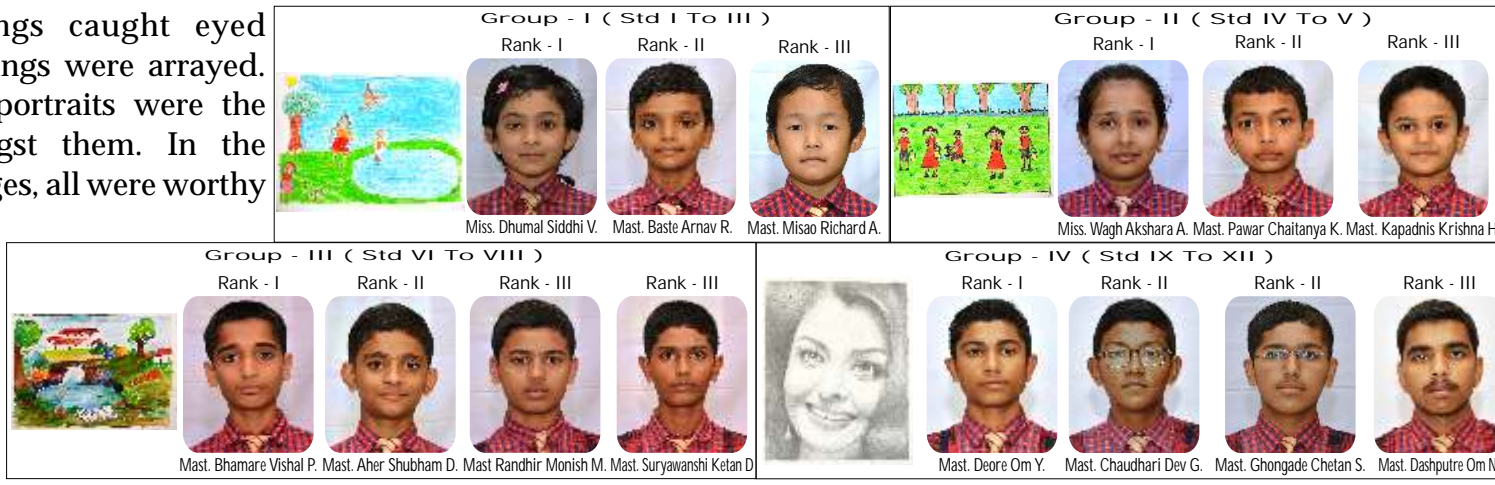 ngs caught eyed
ings were arrayed.
portraits were the
gst them. In the
ges, all were worthy
Group - I ( Std I To III )
Rank - I Rank - II Rank - III
Miss. Dhumal Siddhi V. Mast. Baste Arnav R. Mast. Misao Richard A.
Group - II ( Std IV To V )
Rank - I Rank - II Rank - III
Miss. Wagh Akshara A. Mast. Pawar Chaitanya K. Mast. Kapadnis Krishna H
Group - III ( Std VI To VIII )
Rank - I Rank - II Rank - III Rank - III
Mast. Bhamare Vishal P. Mast. Aher Shubham D. Mast Randhir Monish M. Mast. Suryawanshi Ketan D
Group - IV ( Std IX To XII )
Rank - I Rank - II Rank - II Rank - III
Mast. Deore Om Y. Mast. Chaudhari Dev G. Mast. Ghongade Chetan S. Mast. Dashputre Om N